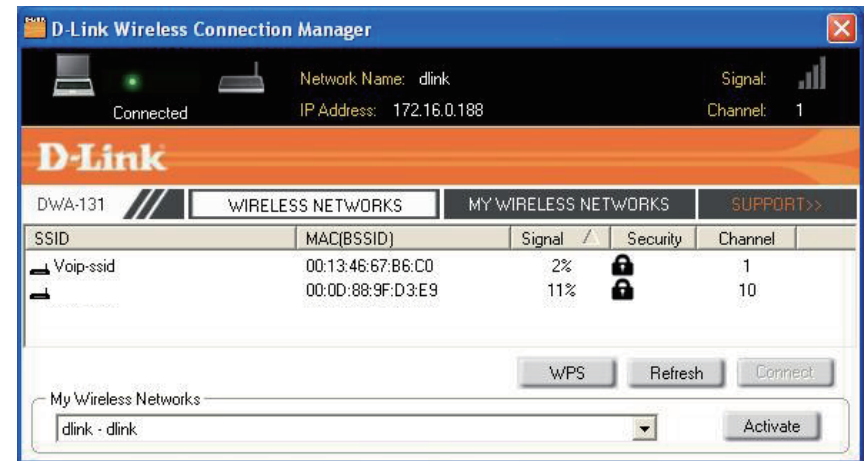 D-Link Wireless Connection Manager
Network Name: dlink Signal:
Connected IP Address: 172.16.0.188 Channel: 1
D-Link
DWA-131 WIRELESS NETWORKS MY WIRELESS NETWORKS SUPPORT>>
SSID MAC(BSSID) Signal Security Channel
Voip-ssid 00:13:46:67:B6:C0 2% 1
00:0D:88:9F:D3:E9 11% 10
WPS Refresh Connect
My Wireless Networks
dlink - dlink Activate